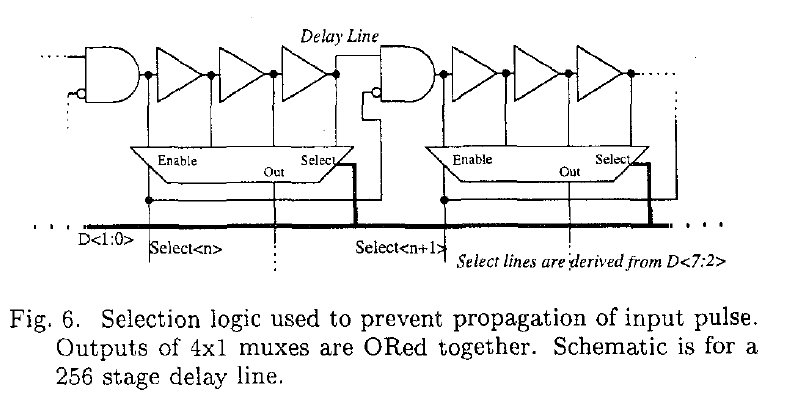 Delay Line
Enable
Select
Out
Enable
Select
Out
D<1:0>
Select<n>
Select<n+1>
Select lines are derived from D<7:2>
Fig. 6. Selection logic used to prevent propagation of input pulse.
Outputs of 4x1 muxes are ORed together. Schematic is for a
256 stage delay line.